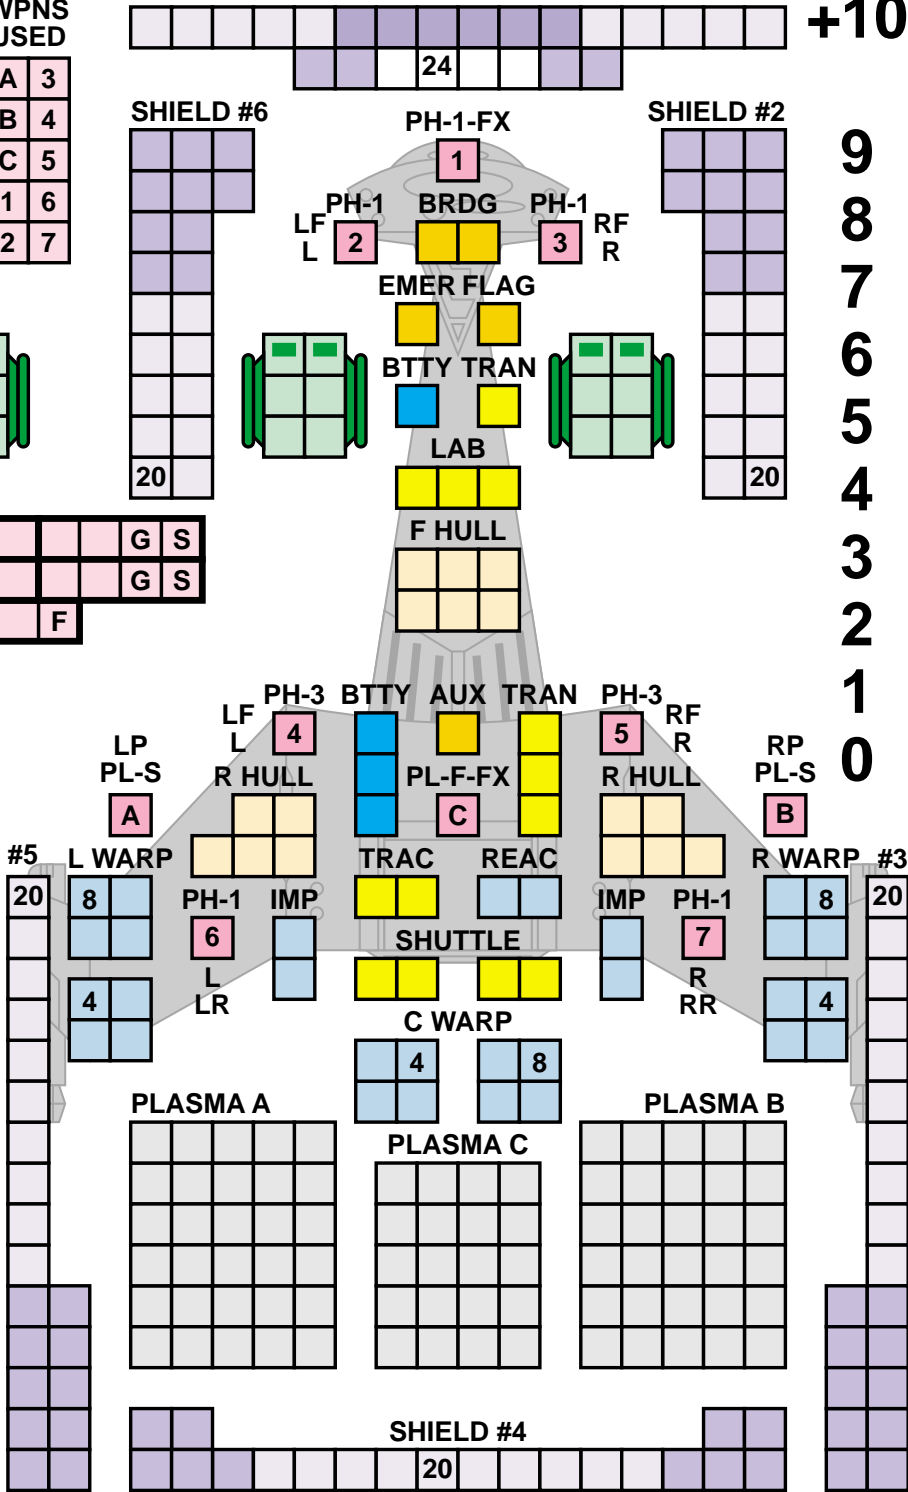 WPNS
USED
+10
24
A 3
B 4
C 5
1 6
2 7
SHIELD #6
SHIELD #2
PH-1-FX
1
9
PH-1 BRDG PH-1
LF
L
2
3
RF
R
8
EMER FLAG
7
BTTY TRAN
6
5
LAB
20
20
4
F HULL
G S
3
G S
F
2
PH-3 BTTY AUX TRAN PH-3
1
LF
L
4
5
RF
R
LP
PL-S
RP
PL-S
0
R HULL PL-F-FX R HULL
A
C
B
#5 L WARP TRAC REAC R WARP #3
20 8 PH-1 IMP IMP PH-1 8 20
6
SHUTTLE
7
L
LR
R
RR
4
4
C WARP
4 8
PLASMA A
PLASMA B
PLASMA C
SHIELD #4
20